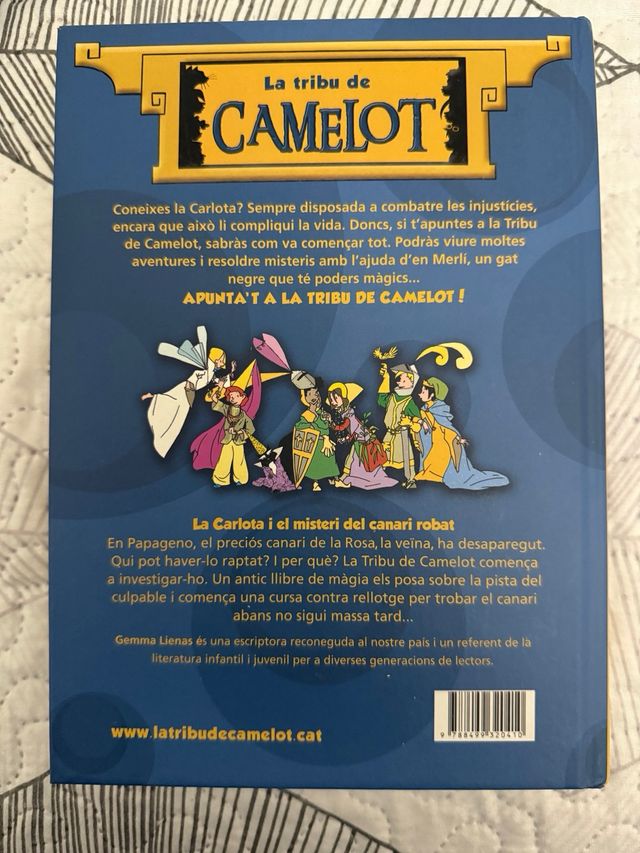 La tribu de
CAMELOT
Coneixes la Carlota? Sempre disposada a combatre les injustícies,
encara que això li compliqui la vida. Doncs, si t'apuntes a la Tribu
de Camelot, sabràs com va començar tot. Podràs viure moltes
aventures i resoldre misteris amb l'ajuda d'en Merlí, un gat
negre que té poders màgics...
APUNTA'T A LA TRIBU DE CAMELOT!
La Carlota i el misteri del canari robat
En Papageno, el preciós canari de la Rosa, la veïna, ha desaparegut.
Qui pot haver-lo raptat? I per què? La Tribu de Camelot comença
a investigar-ho. Un antic llibre de màgia els posa sobre la pista del
culpable i comença una cursa contra rellotge per trobar el canari
abans no sigui massa tard...
Gemma Lienas és una escriptora reconeguda al nostre país i un referent de là
literatura infantil i juvenil per a diverses generacions de lectors.
www.latribudecamelot.cat
9 788499 320410